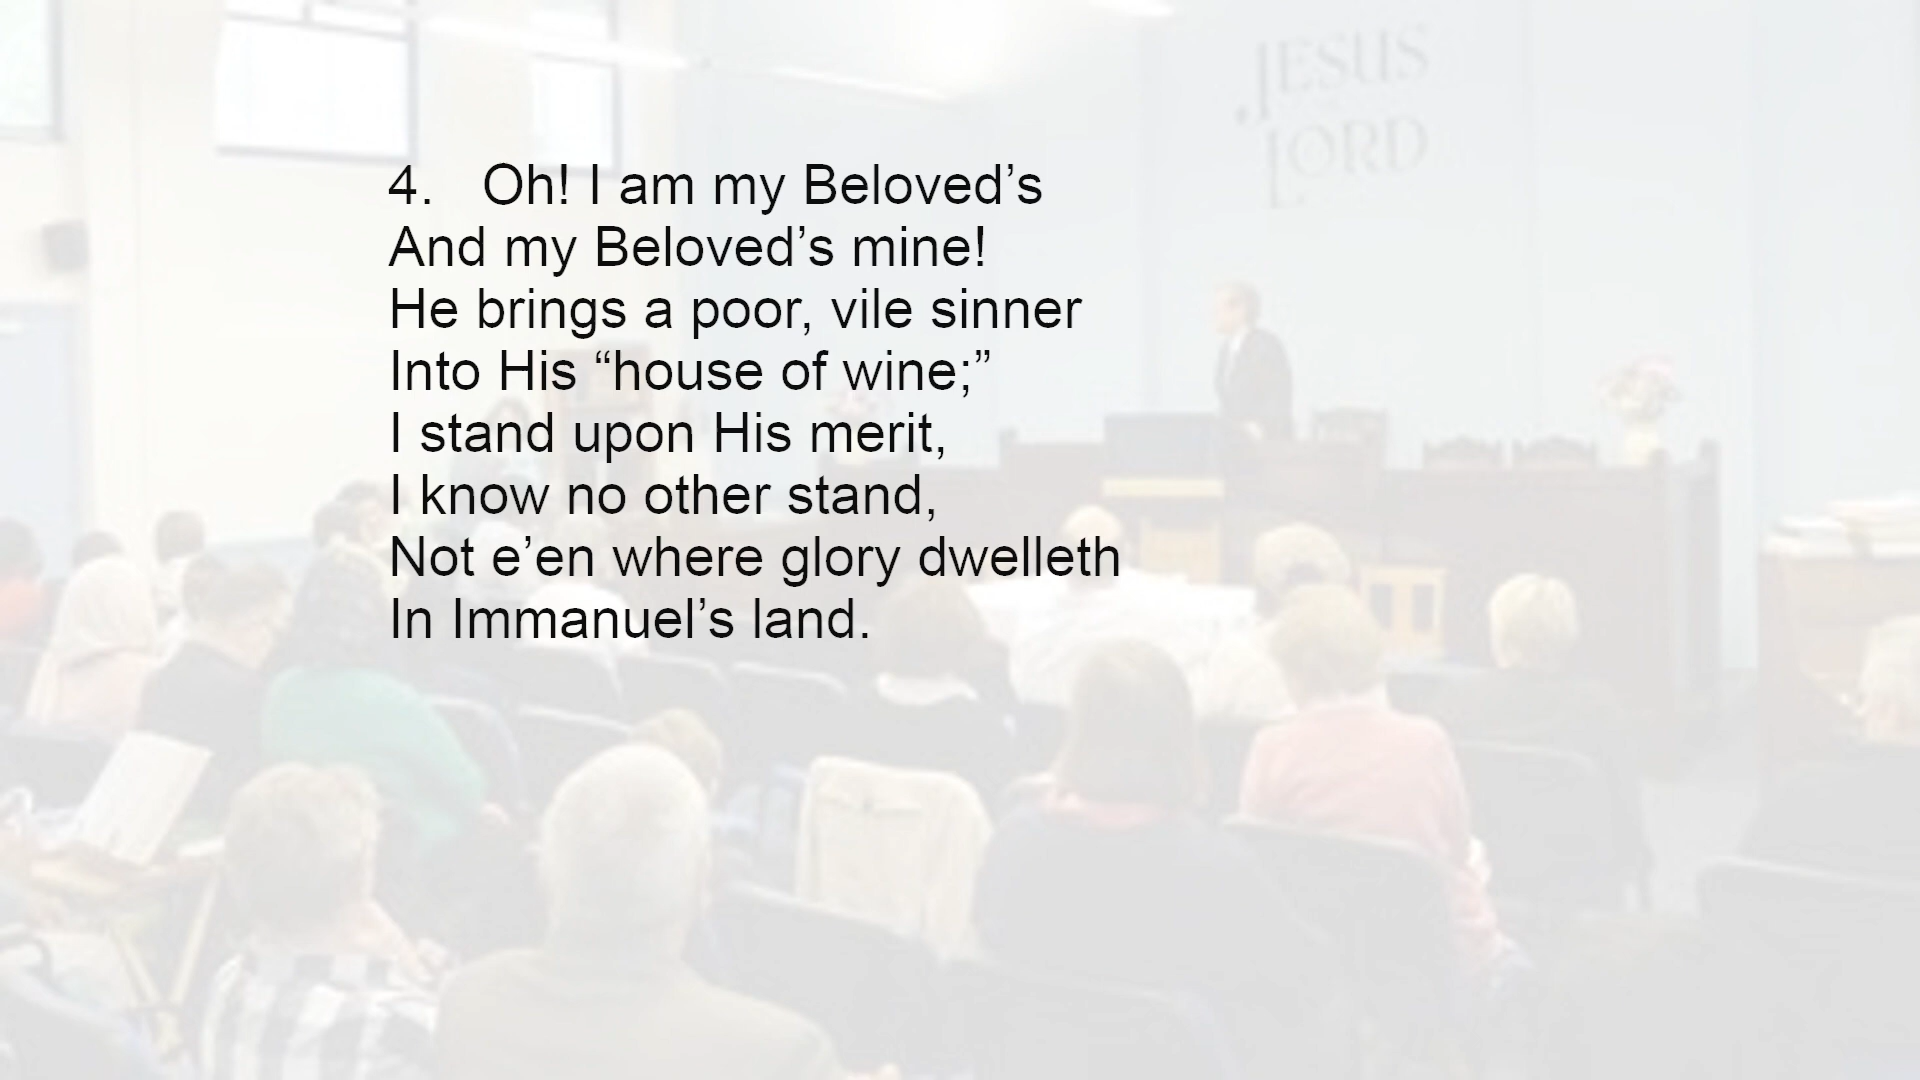 JESUS
LORD
4. Oh! I am my Beloved’s
And my Beloved’s mine!
He brings a poor, vile sinner
Into His “house of wine;”
I stand upon His merit,
I know no other stand,
Not e’en where glory dwelleth
In Immanuel’s land.